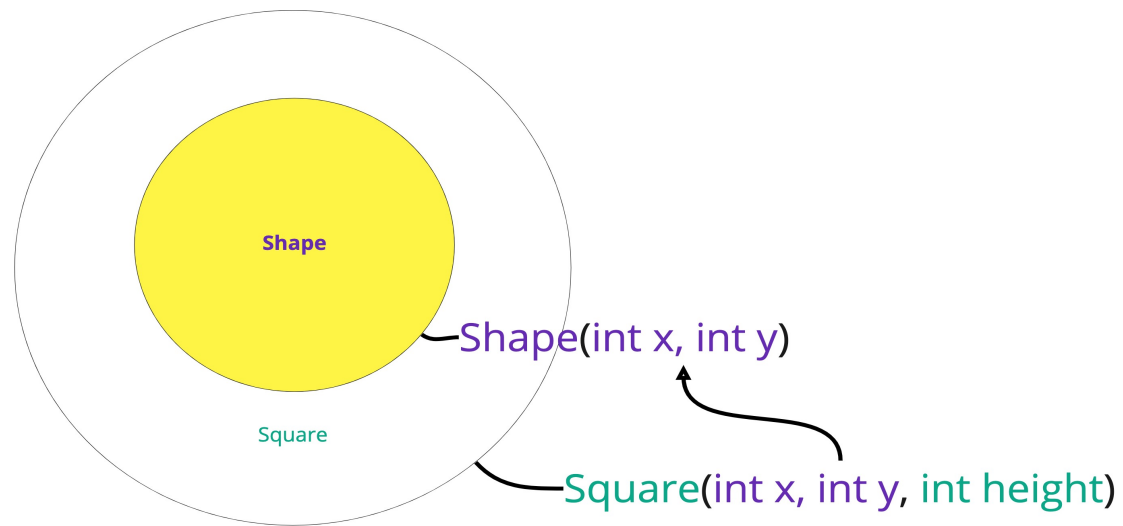 Shape
Shape(int x, int y)
Square
Square(int x, int y, int height)